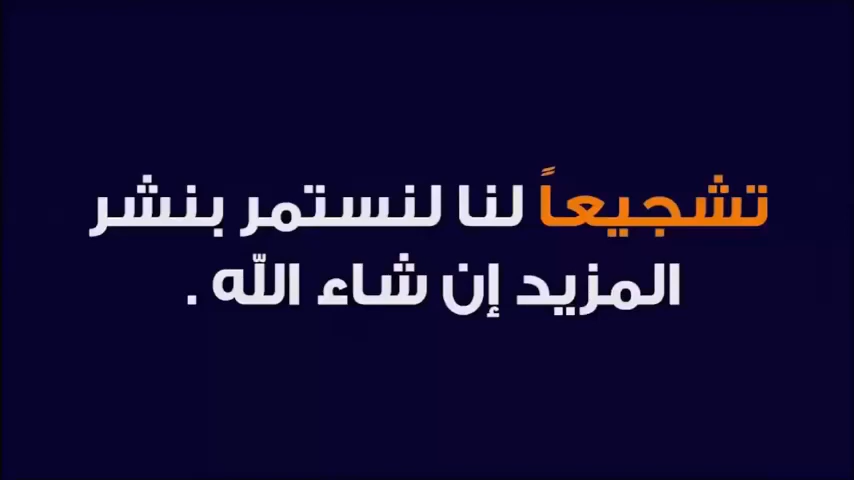 تشجيعاً لنا لنستمر بنشر
المزيد إن شاء الله .